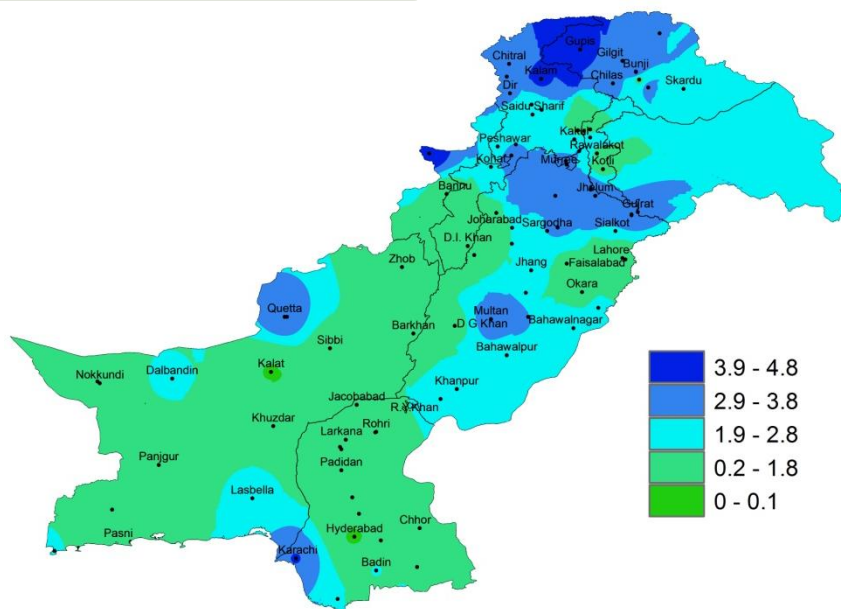 Gupis
Chitral
Gilgit
Kalam
Bunji
Chilas
Skardu
Dir
Saidu Sharif
Kakul
Peshawar
Rawalakot
Kohat
Murree
Kotli
Bannu
Jhelum
Gujrat
Joharabad
Sargodha
Sialkot
D.I. Khan
Lahore
Zhob
Jhang
Faisalabad
Okara
Quetta
Multan
Barkhan
D G Khan
Bahawalnagar
Sibbi
Bahawalpur
Kalat
Dalbandin
Nokkundi
Khanpur
Jacobabad
R.Y.Khan
Khuzdar
Rohri
Larkana
Panjgur
Padidan
Lasbella
Pasni
Hyderabad
Chhor
Karachi
Badin
3.9 - 4.8
2.9 - 3.8
1.9 - 2.8
0.2 - 1.8
0 - 0.1